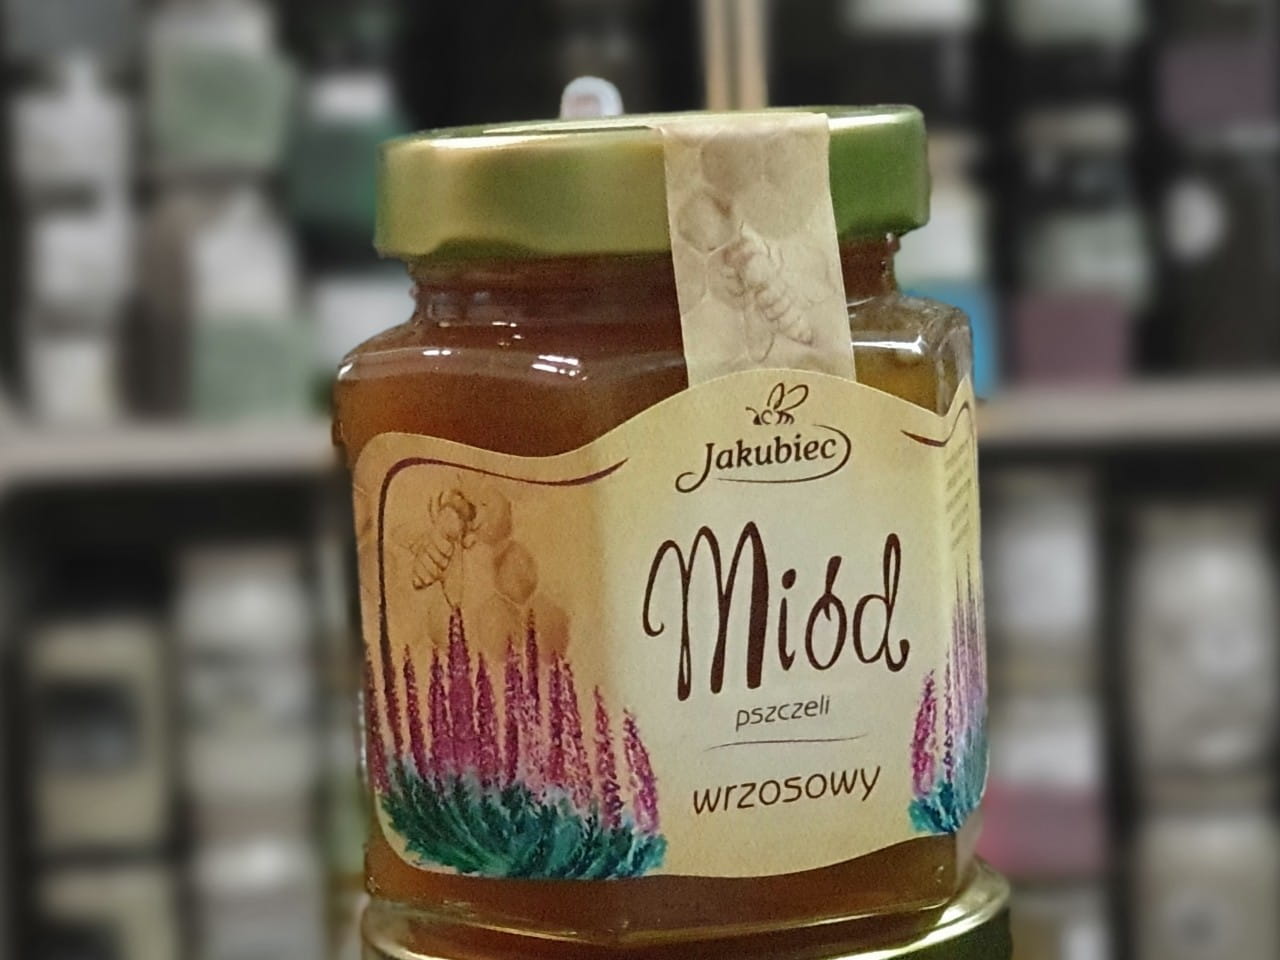 Jakubiec
Miód
pszczeli
wrzosowy